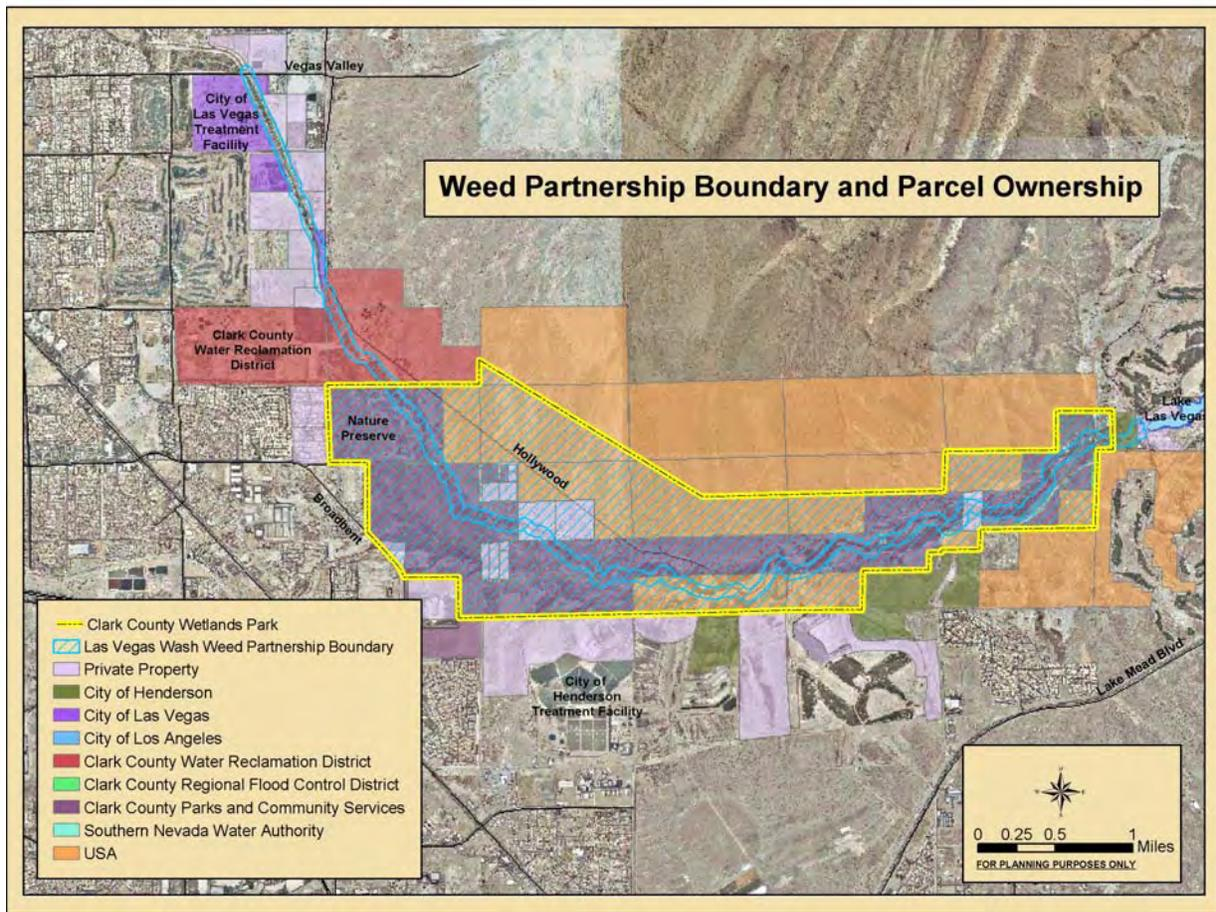 Vegas Valley
City of
Las Vegas
Treatment
Facility
Weed Partnership Boundary and Parcel Ownership
Clark County
Water Reclamation
District
Nature
Preserve
Hollywood
Broadbent
Lake
Las Vegas
City of
Henderson
Treatment Facility
Lake Mead Blvd
Clark County Wetlands Park
Las Vegas Wash Weed Partnership Boundary
Private Property
City of Henderson
City of Las Vegas
City of Los Angeles
Clark County Water Reclamation District
Clark County Regional Flood Control District
Clark County Parks and Community Services
Southern Nevada Water Authority
USA
0 0.25 0.5 1
Miles
FOR PLANNING PURPOSES ONLY